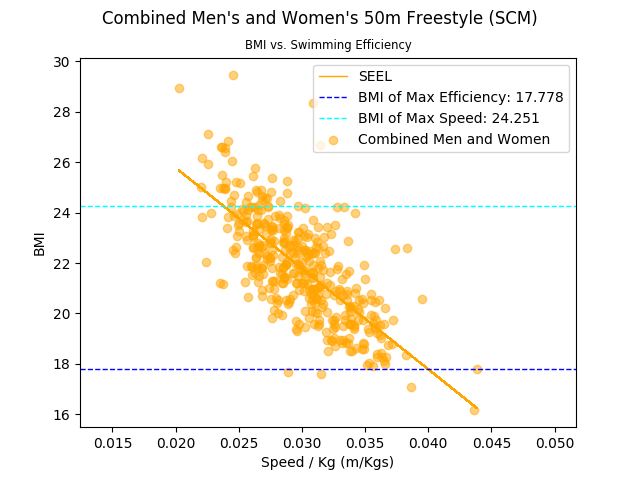 Combined Men's and Women's 50m Freestyle (SCM)
BMI vs. Swimming Efficiency
SEEL
BMI of Max Efficiency: 17.778
BMI of Max Speed: 24.251
Combined Men and Women
30
28
26
24
22
20
18
16
BMI
0.015 0.020 0.025 0.030 0.035 0.040 0.045 0.050
Speed / Kg (m/Kgs)